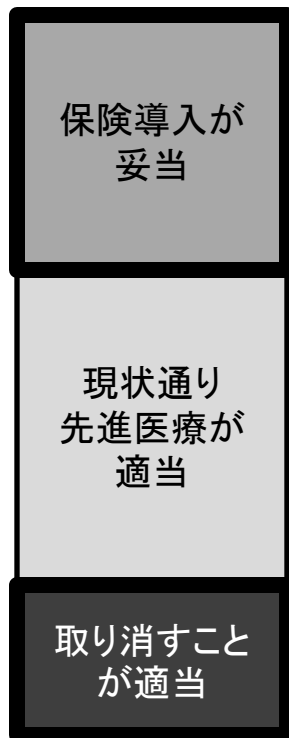 保険導入が
妥当
現状通り
先進医療が
適当
取り消すこと
が適当